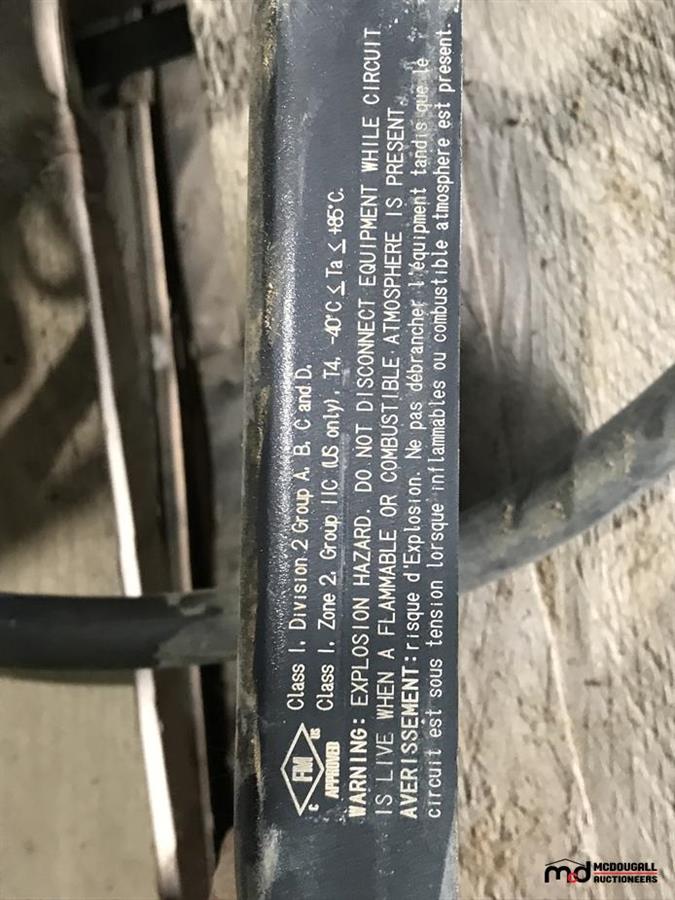 Class I, Division 2 Group A, B, C and D.
Class I, Zone 2, Group IIC (US only), T4, -40°C ≤ Ta ≤ +85°C.
C FM US
APPROVED
WARNING: EXPLOSION HAZARD. DO NOT DISCONNECT EQUIPMENT WHILE CIRCUIT
IS LIVE WHEN A FLAMMABLE OR COMBUSTIBLE ATMOSPHERE IS PRESENT.
AVERISSEMENT: risque d'Explosion. Ne pas débrancher l'équipment tandis que le
circuit est sous tension lorsque inflammables ou combustible atmosphere est present.
md MCDOUGALL
AUCTIONEERS